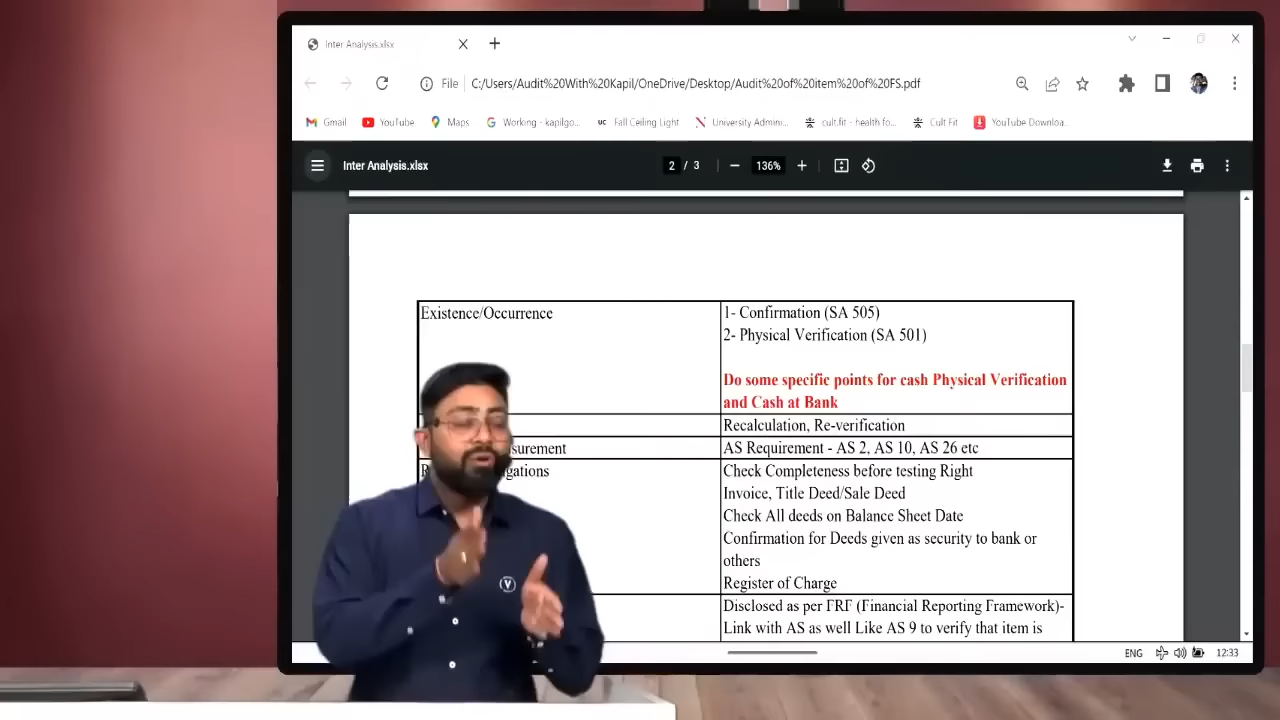 Inter Analysis.xlsx
File C:/Users/Audit%20With%20Kapil/OneDrive/Desktop/Audit%20of%20item%20of%20FS.pdf
Gmail YouTube Maps Working - kapilgo... UC Fall Ceiling Light University Admini... cult.fit - health fo... Cult Fit YouTube Downloa...
Inter Analysis.xlsx 2 / 3 136%
Existence/Occurrence
1- Confirmation (SA 505)
2- Physical Verification (SA 501)
Do some specific points for cash Physical Verification
and Cash at Bank
Recalculation, Re-verification
surement
AS Requirement - AS 2, AS 10, AS 26 etc
R gations
Check Completeness before testing Right
Invoice, Title Deed/Sale Deed
Check All deeds on Balance Sheet Date
Confirmation for Deeds given as security to bank or
others
Register of Charge
Disclosed as per FRF (Financial Reporting Framework)-
Link with AS as well Like AS 9 to verify that item is
V
ENG 12:33